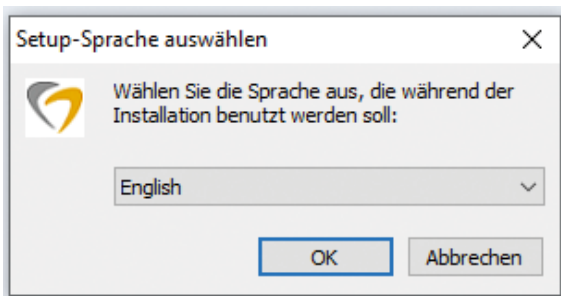 Setup-Sprache auswählen
Wählen Sie die Sprache aus, die während der
Installation benutzt werden soll:
English
OK
Abbrechen